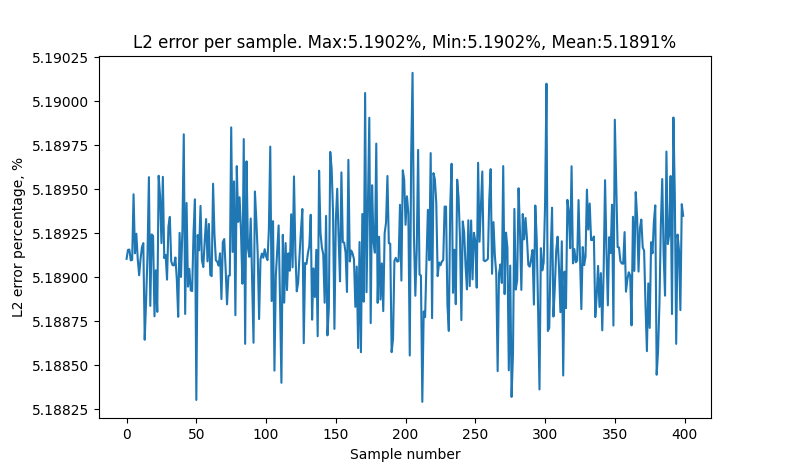 L2 error per sample. Max:5.1902%, Min:5.1902%, Mean:5.1891%
5.19025
5.19000
5.18975
5.18950
5.18925
5.18900
5.18875
5.18850
5.18825
L2 error percentage, %
0 50 100 150 200 250 300 350 400
Sample number